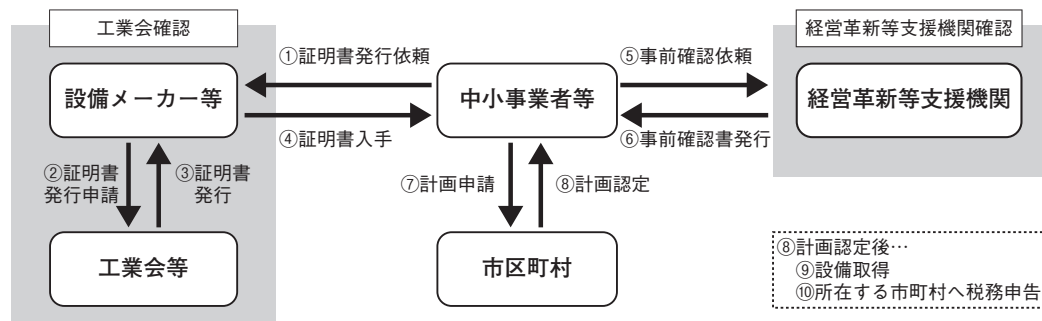 工業会確認
経営革新等支援機関確認
①証明書発行依頼
⑤事前確認依頼
設備メーカー等
中小事業者等
経営革新等支援機関
④証明書入手
⑥事前確認書発行
②証明書
発行申請
③証明書
発行
⑦計画申請
⑧計画認定
工業会等
市区町村
⑧計画認定後…
⑨設備取得
⑩所在する市町村へ税務申告